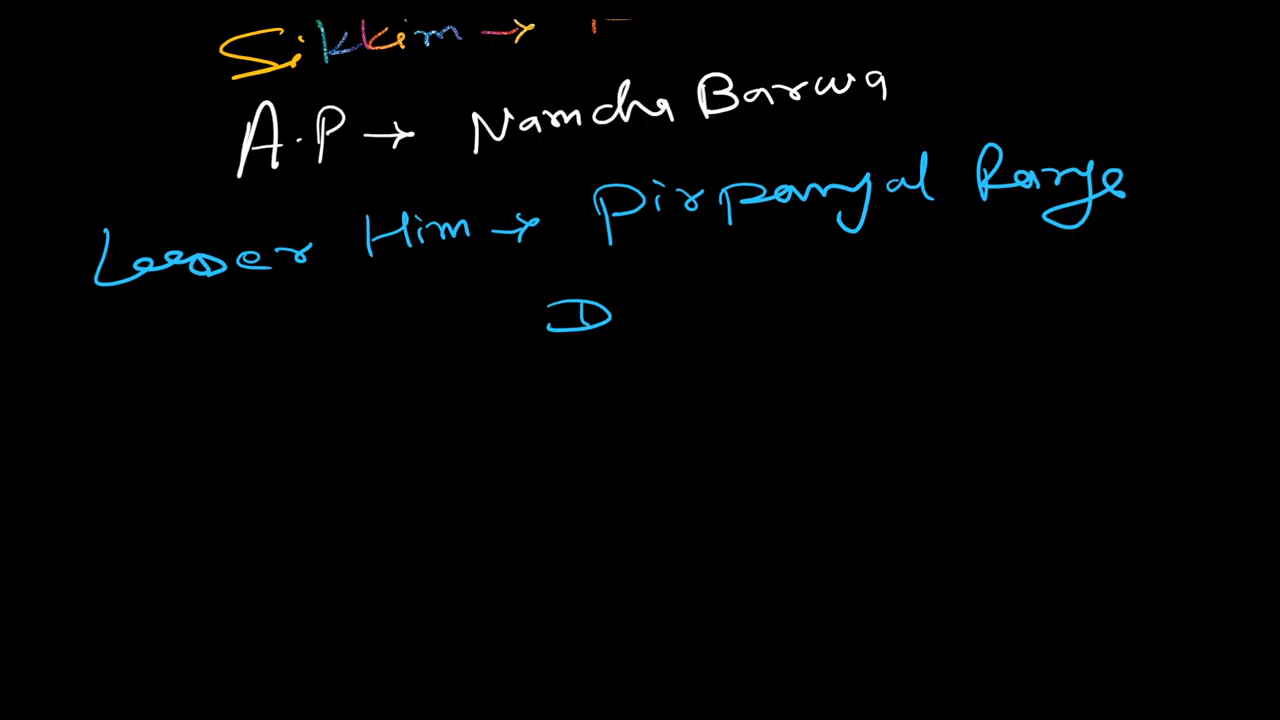 Sikkim →
A.P → Namcha Barwa
Lesser Him → Pirpanjal Range
D